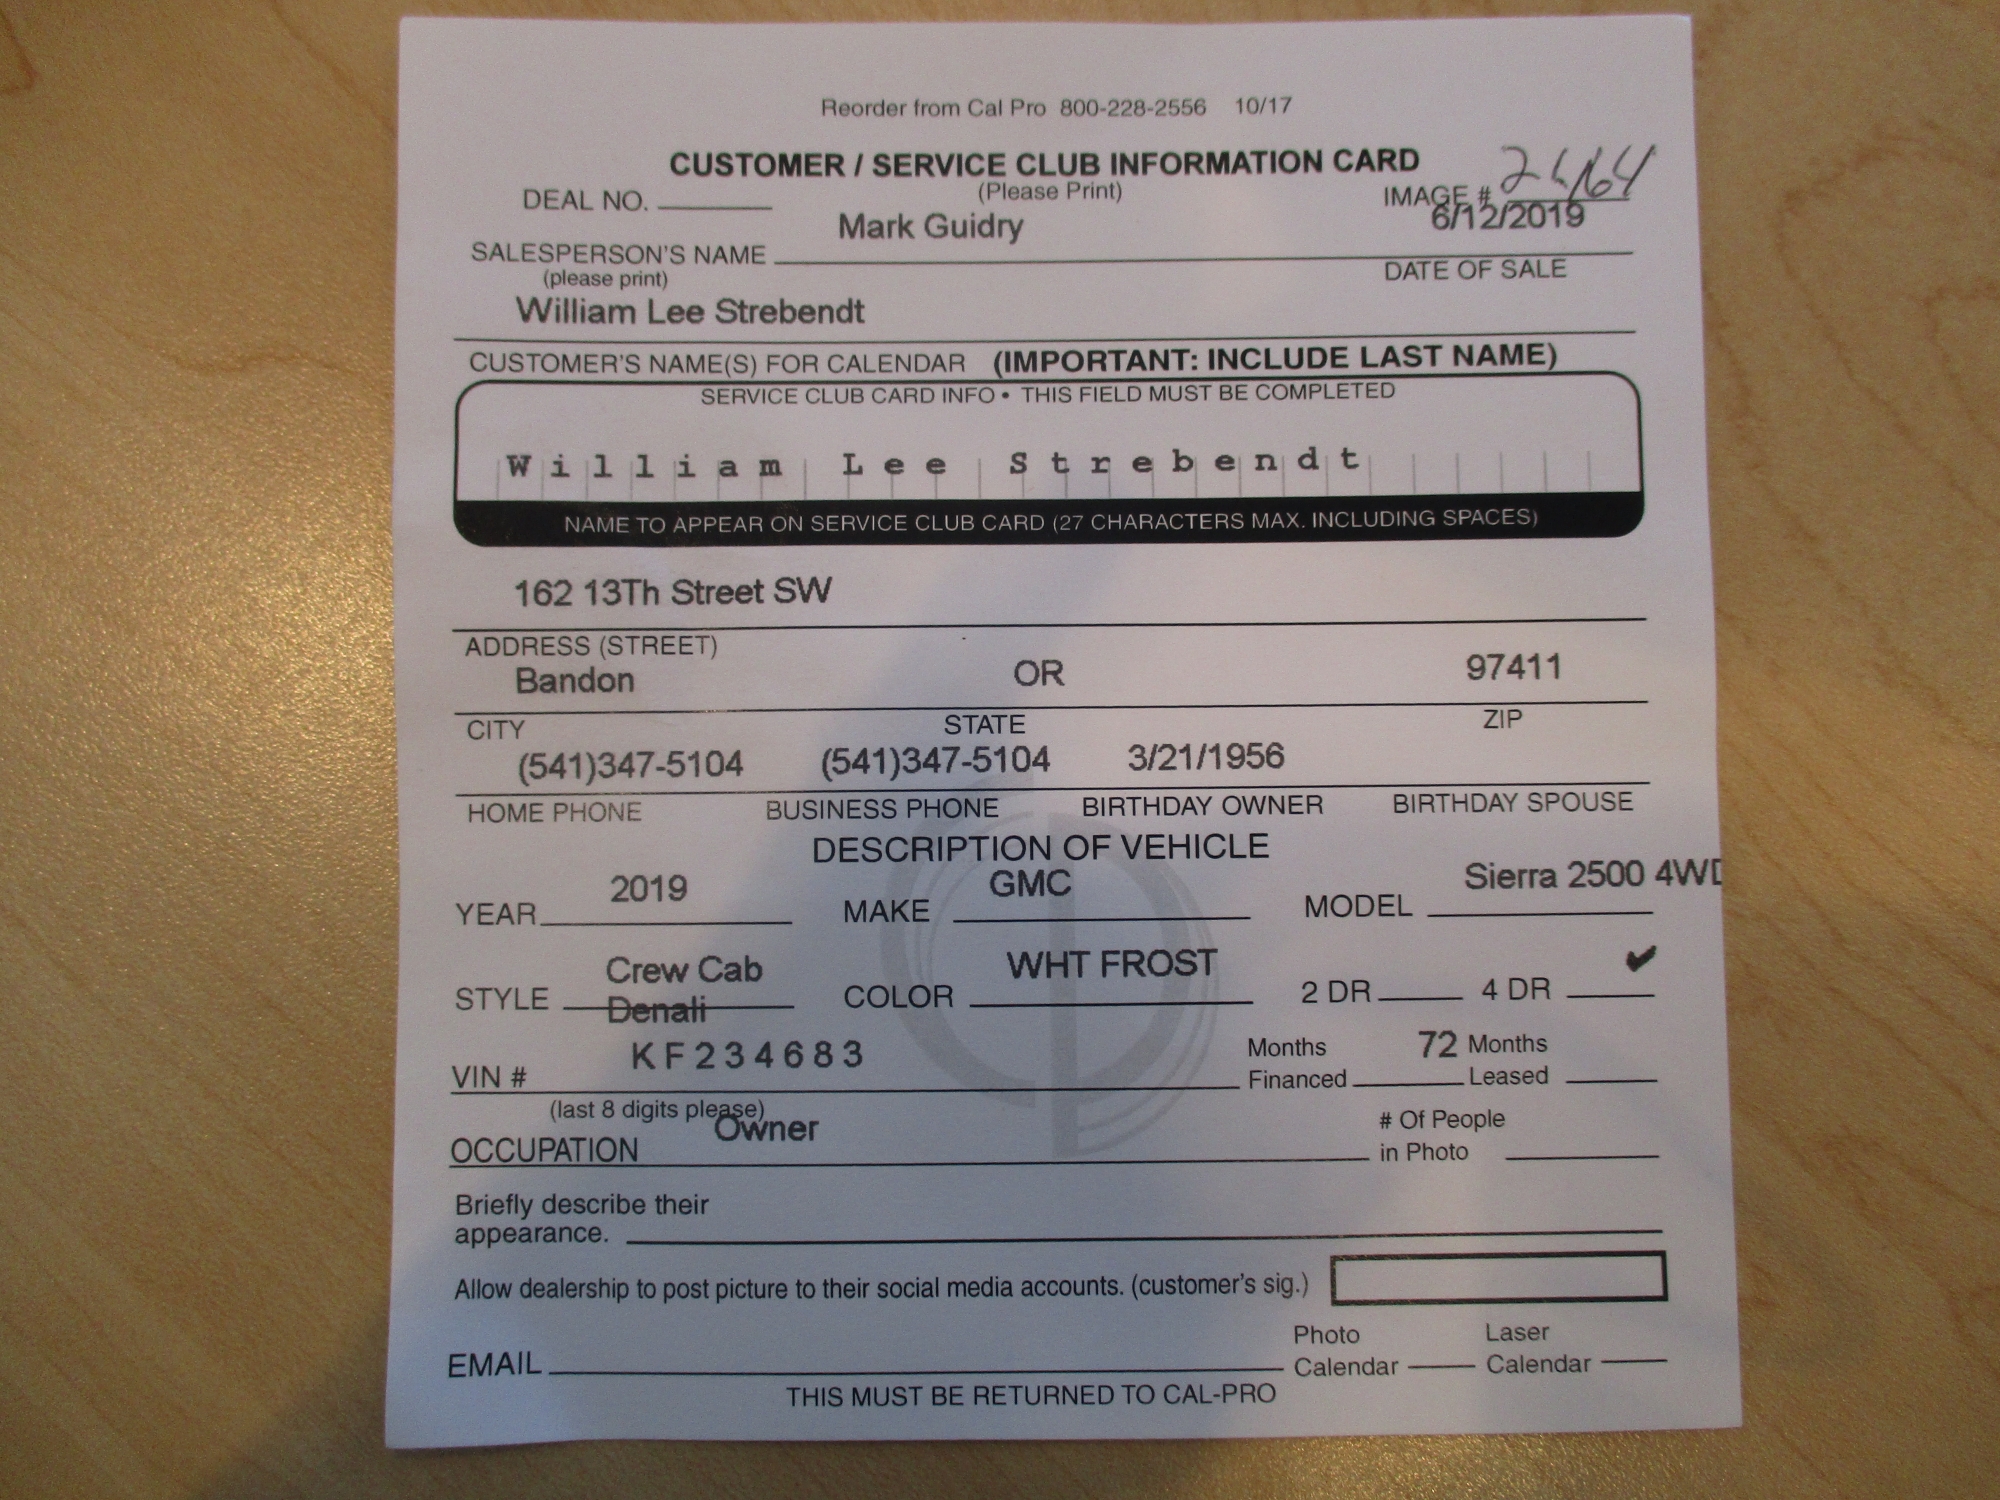 Reorder from Cal Pro 800-228-2556 10/17
CUSTOMER / SERVICE CLUB INFORMATION CARD
(Please Print)
DEAL NO.
IMAGE #
Mark Guidry 6/12/2019
SALESPERSON'S NAME
(please print)
DATE OF SALE
William Lee Strebendt
CUSTOMER'S NAME(S) FOR CALENDAR (IMPORTANT: INCLUDE LAST NAME)
SERVICE CLUB CARD INFO • THIS FIELD MUST BE COMPLETED
William Lee Strebendt
NAME TO APPEAR ON SERVICE CLUB CARD (27 CHARACTERS MAX. INCLUDING SPACES)
162 13Th Street SW
ADDRESS (STREET)
Bandon OR 97411
CITY STATE ZIP
(541)347-5104 (541)347-5104 3/21/1956
HOME PHONE BUSINESS PHONE BIRTHDAY OWNER BIRTHDAY SPOUSE
DESCRIPTION OF VEHICLE
YEAR 2019 MAKE GMC MODEL Sierra 2500 4WD
STYLE Crew Cab COLOR WHT FROST 2 DR 4 DR ✔
Denali
VIN # KF234683
(last 8 digits please)
Months Financed 72 Months Leased
OCCUPATION Owner
# Of People in Photo
Briefly describe their
appearance.
Allow dealership to post picture to their social media accounts. (customer's sig.)
EMAIL
Photo Calendar Laser Calendar
THIS MUST BE RETURNED TO CAL-PRO